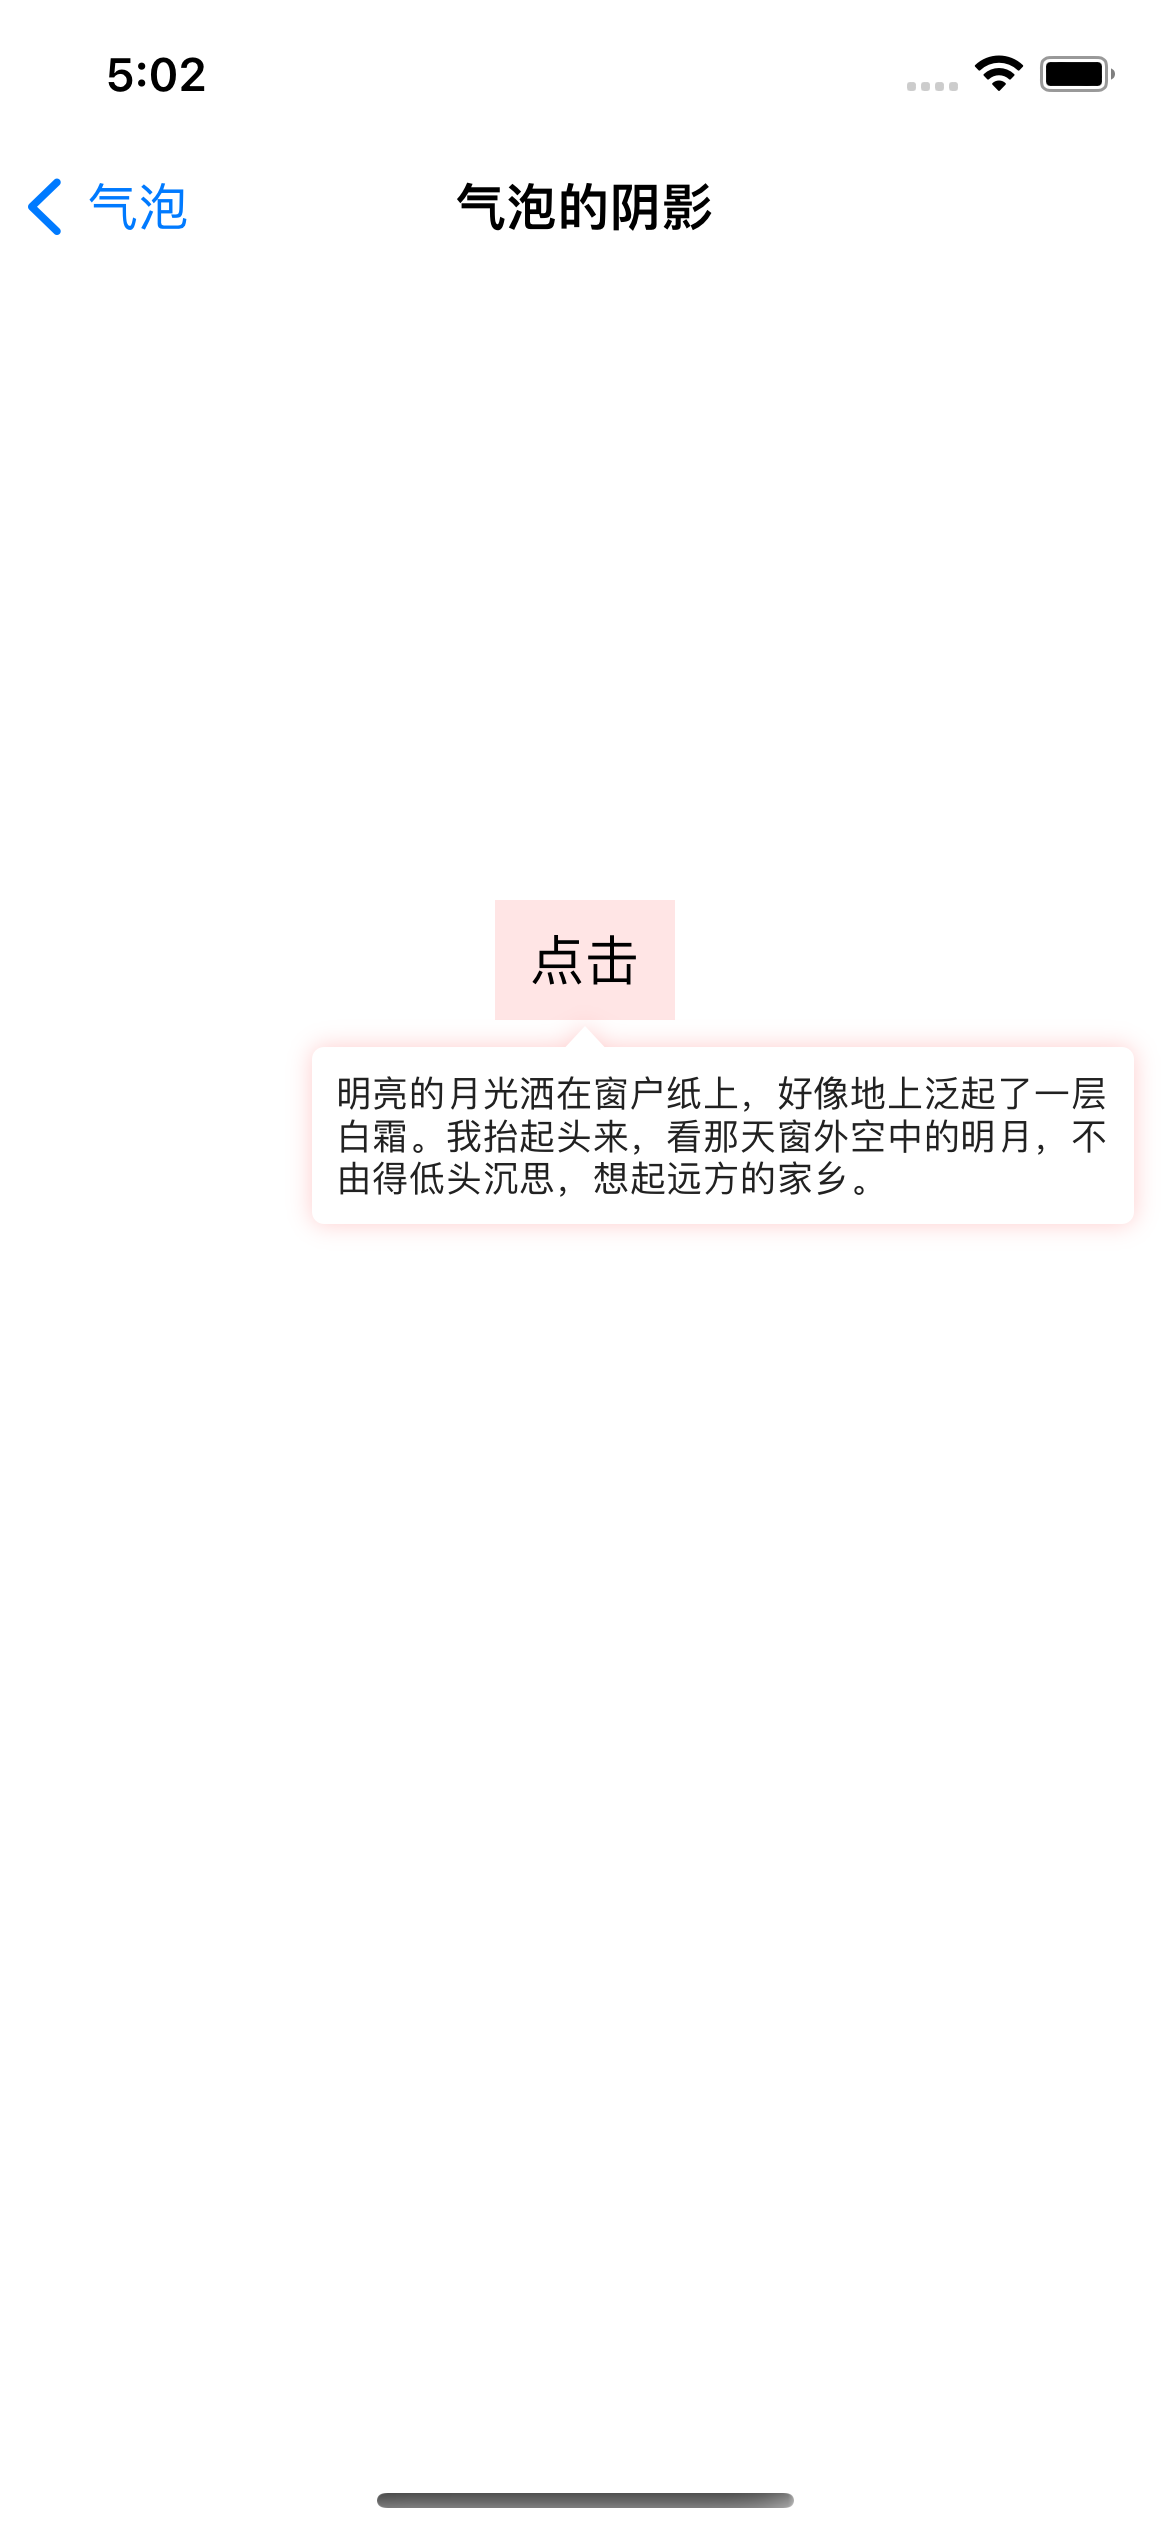 5:02
气泡
气泡的阴影
点击
明亮的月光洒在窗户纸上，好像地上泛起了一层
白霜。我抬起头来，看那天窗外空中的明月，不
由得低头沉思，想起远方的家乡。